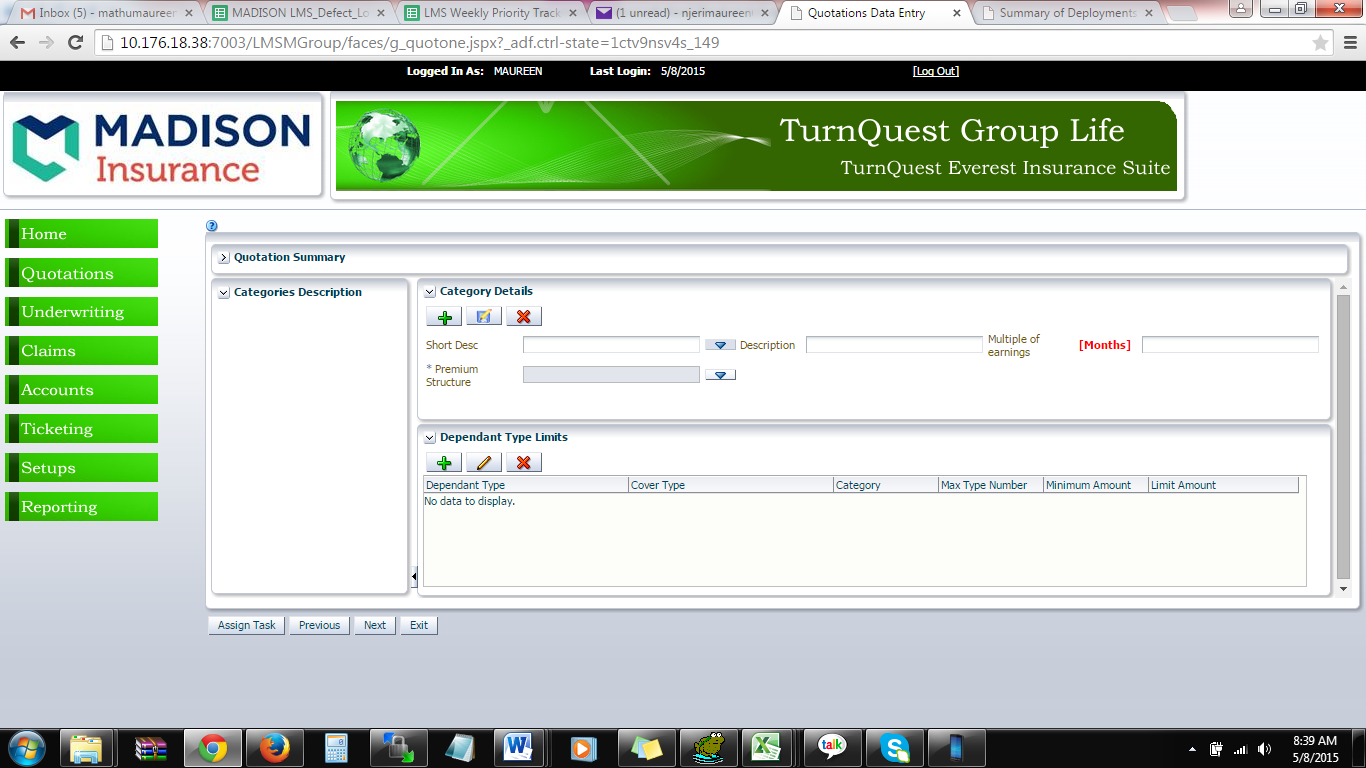 Inbox (5) - mathumaureen
MADISON LMS_Defect_Lo
LMS Weekly Priority Track
(1 unread) - njerimaureent
Quotations Data Entry
Summary of Deployments
10.176.18.38:7003/LMSMGroup/faces/g_quotone.jspx?_adf.ctrl-state=1ctv9nsv4s_149
Logged In As: MAUREEN Last Login: 5/8/2015 [Log Out]
MADISON
Insurance
TurnQuest Group Life
TurnQuest Everest Insurance Suite
Home
Quotations
Underwriting
Claims
Accounts
Ticketing
Setups
Reporting
?
Quotation Summary
Categories Description
Category Details
Short Desc
Description
Multiple of
earnings
[Months]
* Premium
Structure
Dependant Type Limits
Dependant Type Cover Type Category Max Type Number Minimum Amount Limit Amount
No data to display.
Assign Task Previous Next Exit
talk
8:39 AM
5/8/2015